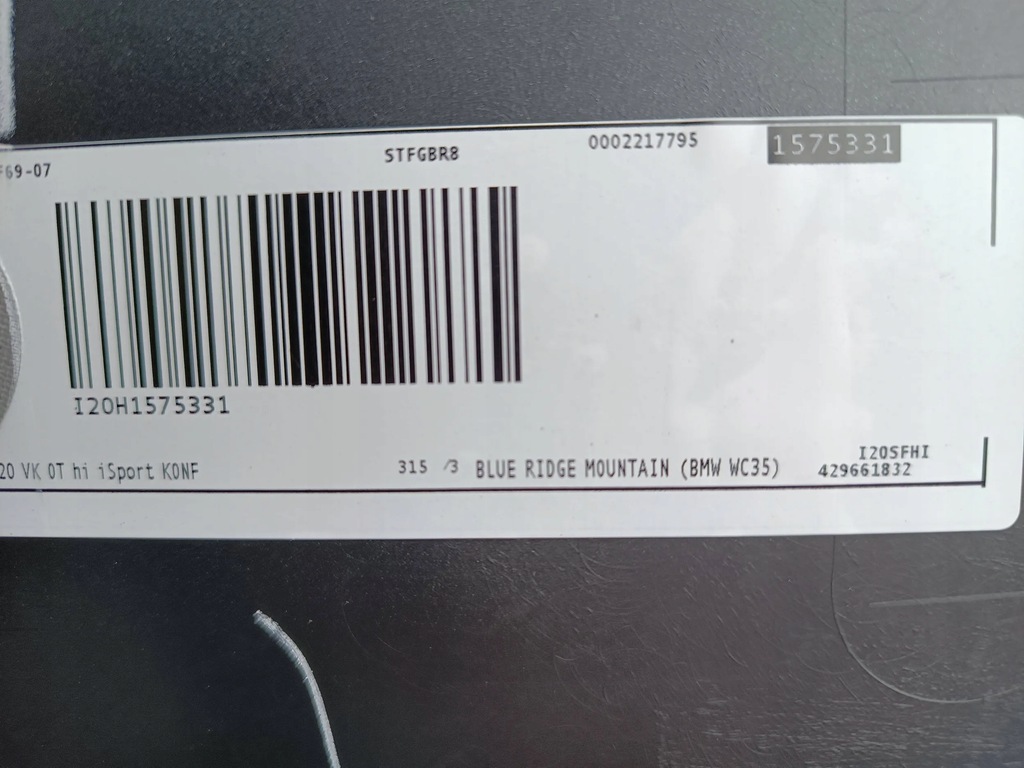 F69-07 STFGBR8 0002217795 1575331
I20H1575331
I20SFHI
20 VK OT hi iSport KONF 315 /3 BLUE RIDGE MOUNTAIN (BMW WC35) 429661832